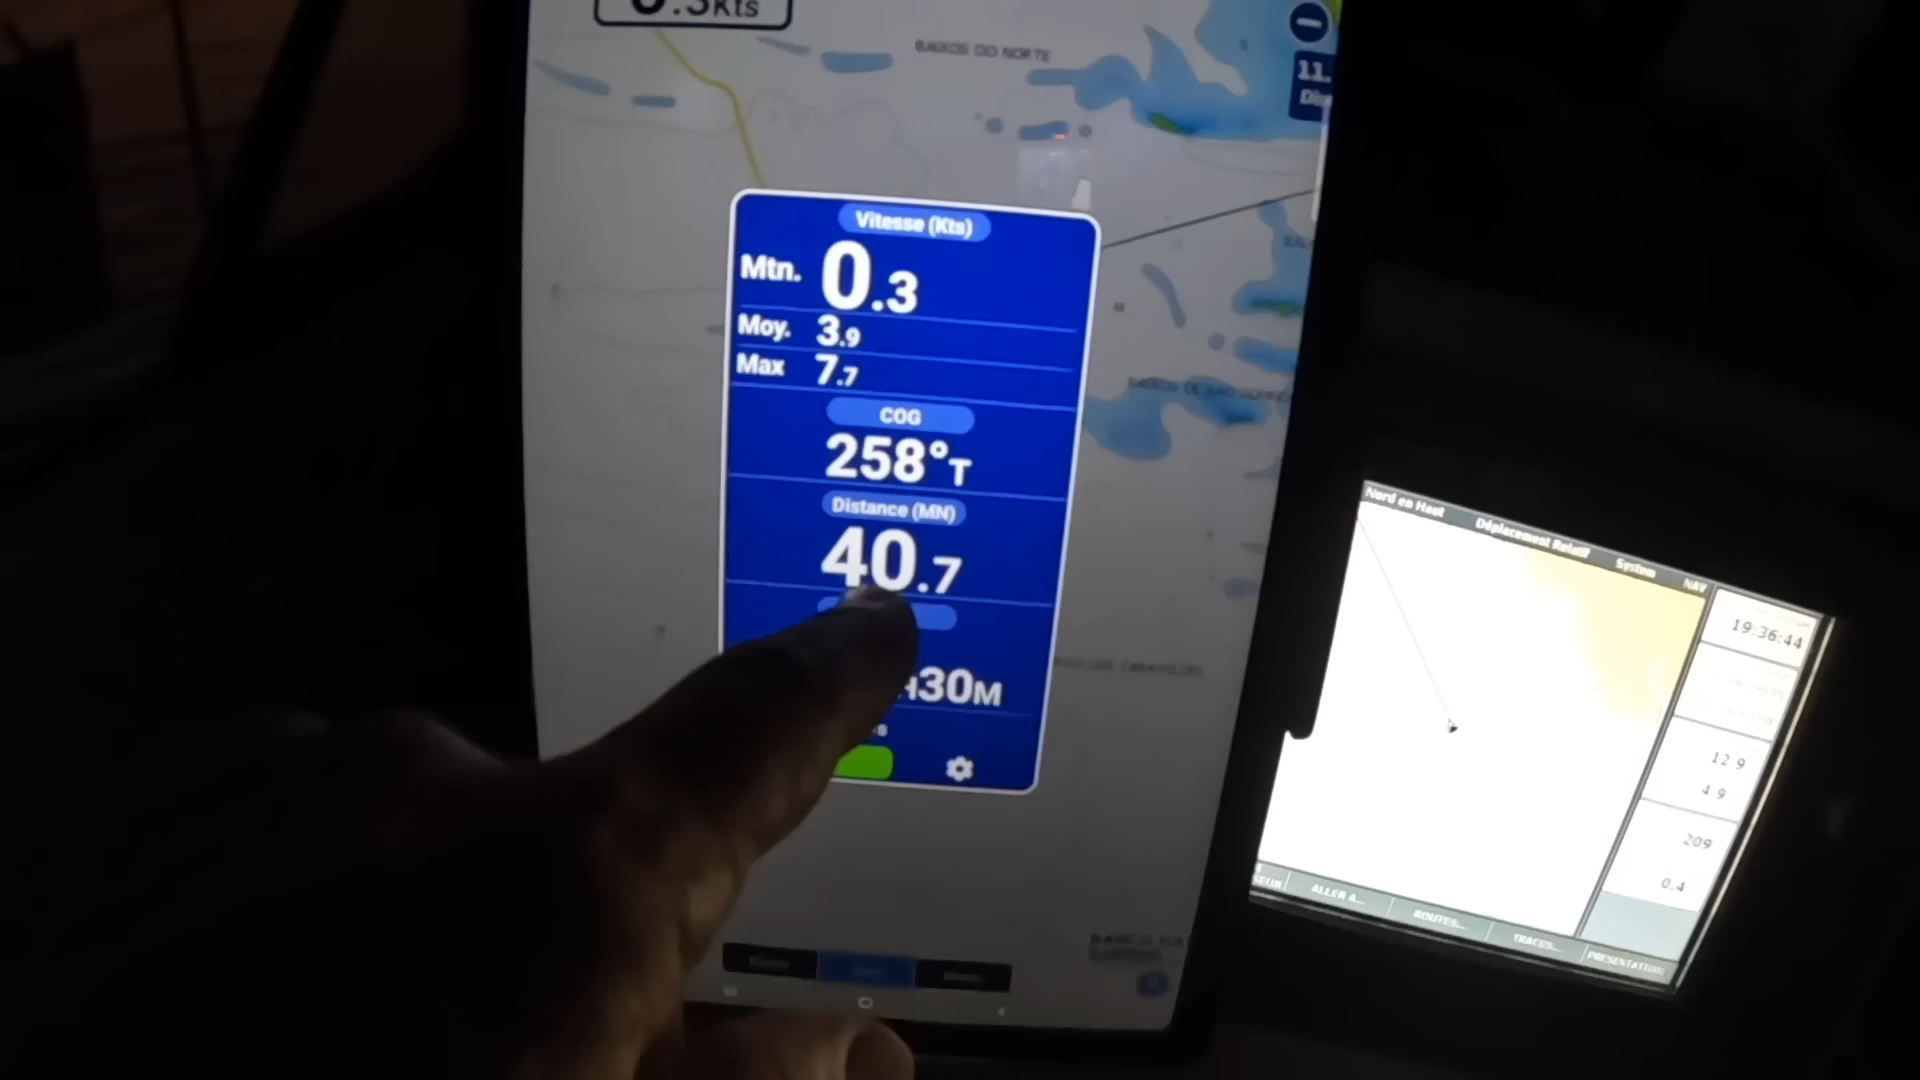 .3Kts
BAIXOS DO NORTE
11.
Vitesse (Kts)
Mtn. 0.3
Moy. 3.9
Max 7.7
COG
258°T
Distance (MN)
40.7
30M
Nord en Haut
Déplacement Relatif
System
NAV
19:36:44
12.9
4.9
209
0.4
ALLER A...
ROUTES...
TRACES...
PRESENTATION